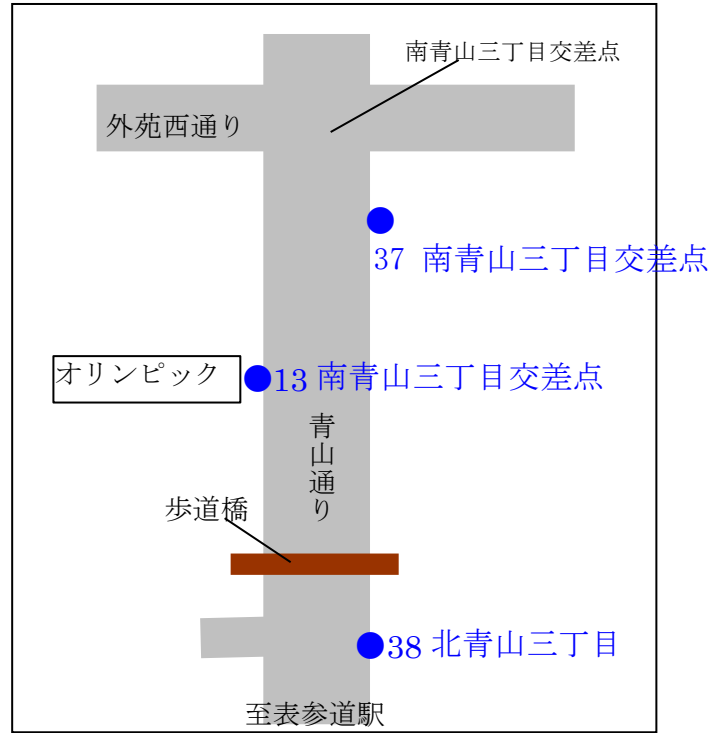 南青山三丁目交差点
外苑西通り
37 南青山三丁目交差点
オリンピック
13 南青山三丁目交差点
青山通り
歩道橋
38 北青山三丁目
至表参道駅